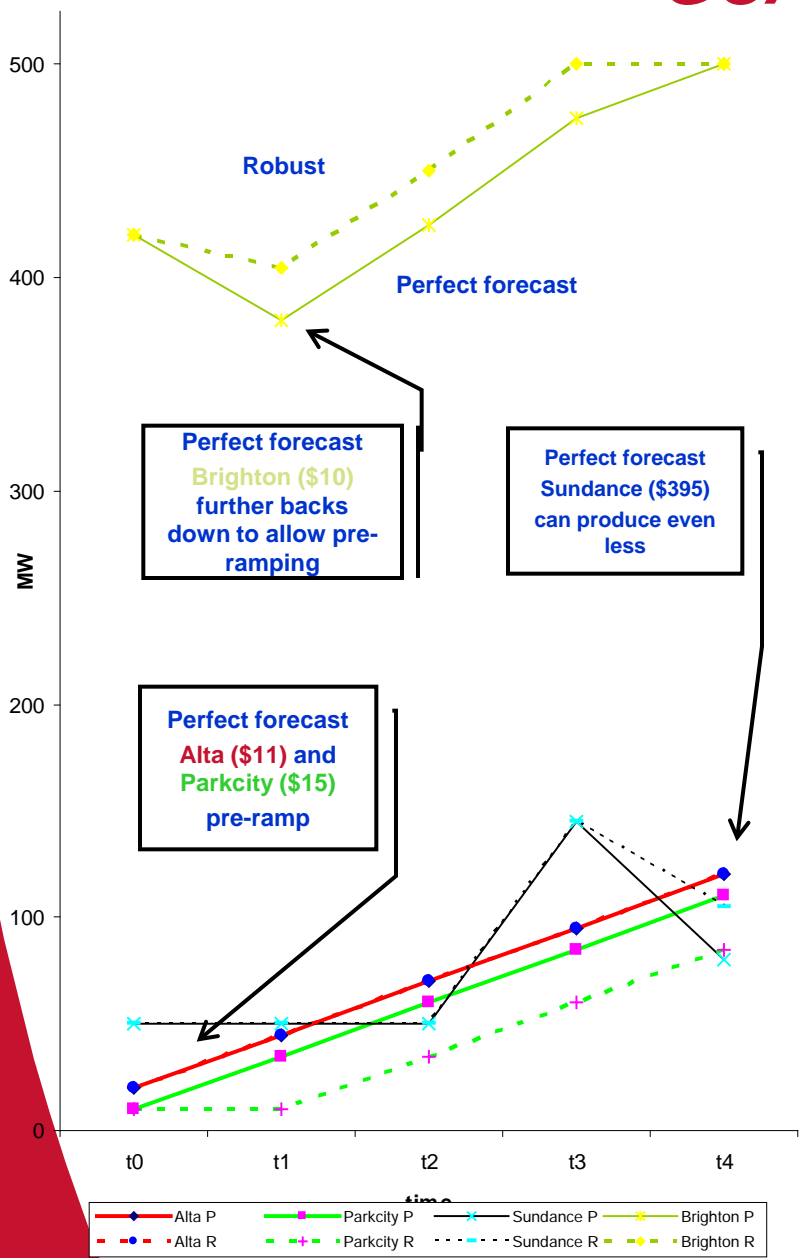 500
Robust
400
Perfect forecast
Perfect forecast
Brighton ($10)
further backs
down to allow pre-
ramping
Perfect forecast
Sundance ($395)
can produce even
less
300
MW
200
Perfect forecast
Alta ($11) and
Parkcity ($15)
pre-ramp
100
0
t0 t1 t2 t3 t4
time
Alta P Parkcity P Sundance P Brighton P
Alta R Parkcity R Sundance R Brighton R